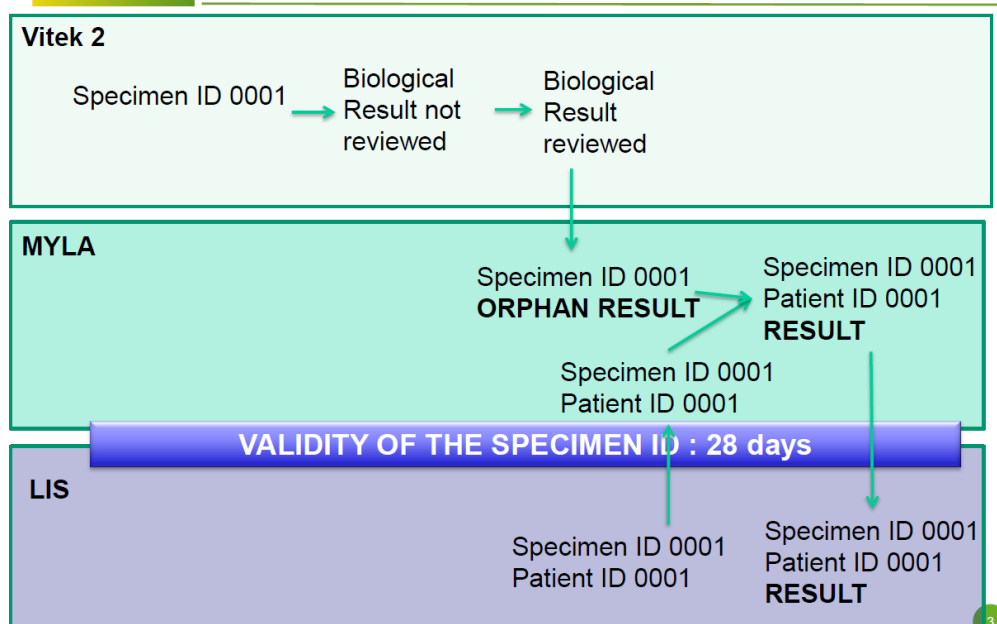 Vitek 2
Specimen ID 0001
Biological
Result not
reviewed
Biological
Result
reviewed
MYLA
Specimen ID 0001
ORPHAN RESULT
Specimen ID 0001
Patient ID 0001
RESULT
Specimen ID 0001
Patient ID 0001
VALIDITY OF THE SPECIMEN ID : 28 days
LIS
Specimen ID 0001
Patient ID 0001
Specimen ID 0001
Patient ID 0001
RESULT
3